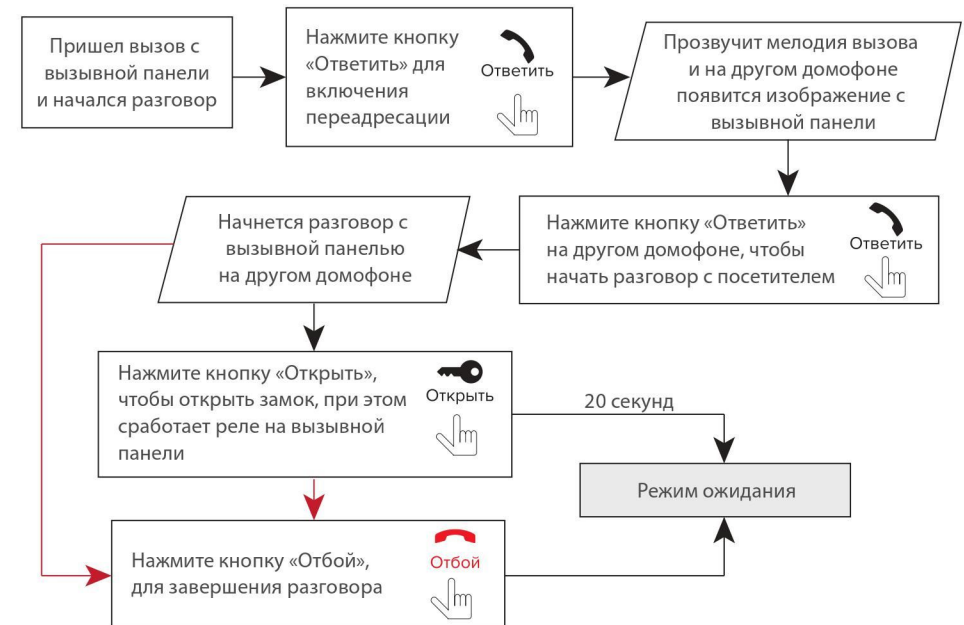 Пришел вызов с
вызывной панели
и начался разговор
Нажмите кнопку
«Ответить» для
включения
переадресации
Ответить
Прозвучит мелодия вызова
и на другом домофоне
появится изображение с
вызывной панели
Нажмите кнопку «Ответить»
на другом домофоне, чтобы
начать разговор с посетителем
Ответить
Начнется разговор с
вызывной панелью
на другом домофоне
Нажмите кнопку «Открыть»,
чтобы открыть замок, при этом
сработает реле на вызывной
панели
Открыть
20 секунд
Режим ожидания
Нажмите кнопку «Отбой»,
для завершения разговора
Отбой